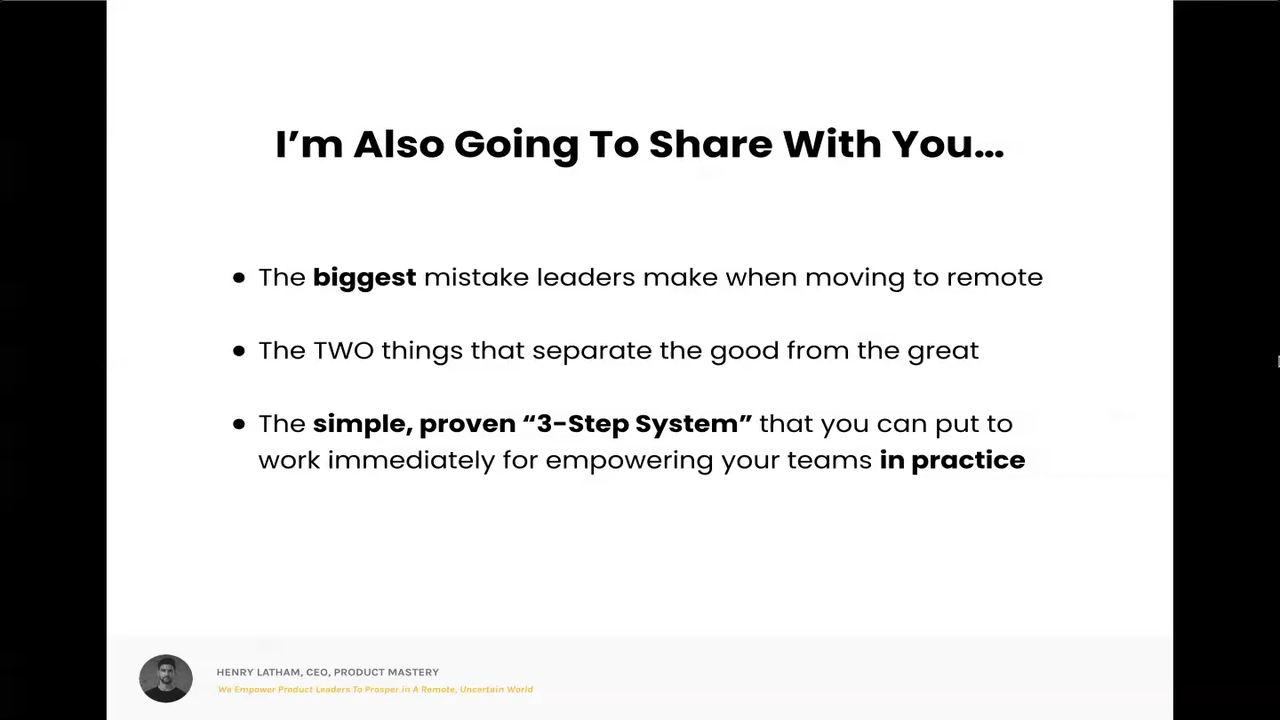 I’m Also Going To Share With You...
● The biggest mistake leaders make when moving to remote
● The TWO things that separate the good from the great
● The simple, proven “3-Step System” that you can put to
work immediately for empowering your teams in practice
HENRY LATHAM, CEO, PRODUCT MASTERY
We Empower Product Leaders To Prosper in A Remote, Uncertain World